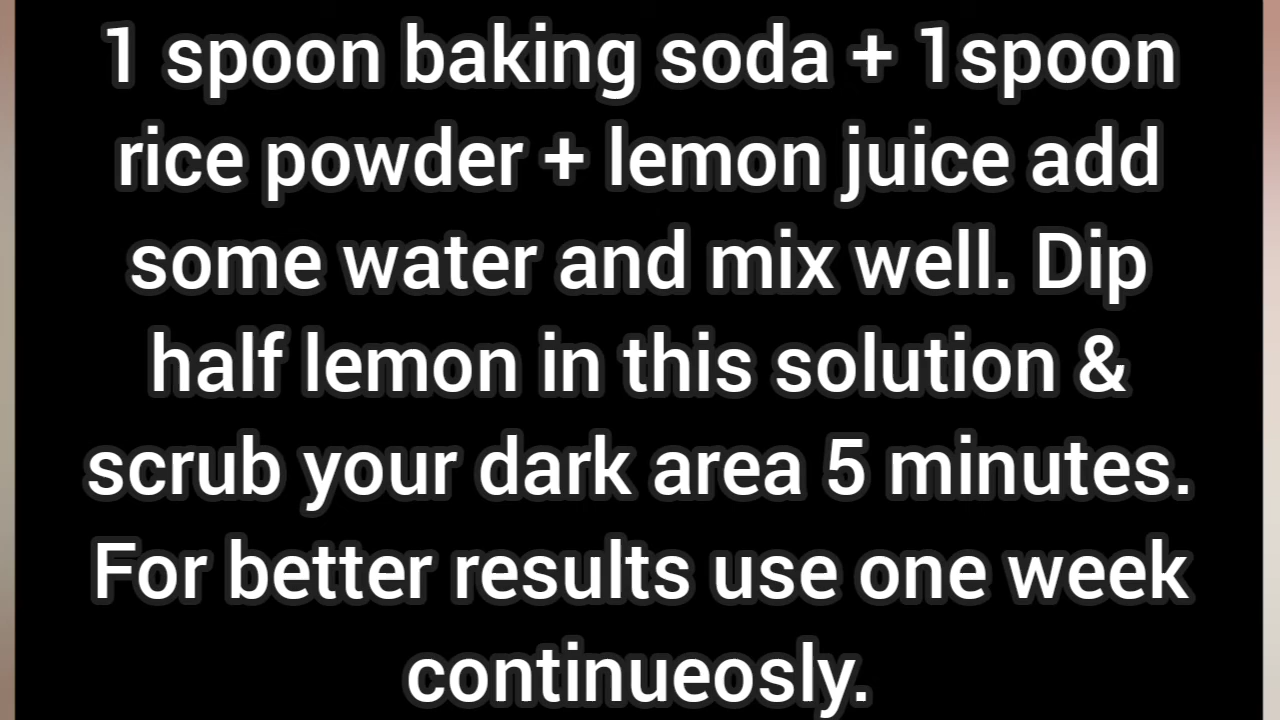 1 spoon baking soda + 1spoon
rice powder + lemon juice add
some water and mix well. Dip
half lemon in this solution &
scrub your dark area 5 minutes.
For better results use one week
continueosly.